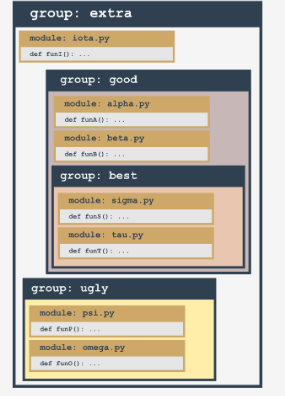 group: extra
module: iota.py
def funI(): ...
group: good
module: alpha.py
def funA(): ...
module: beta.py
def funB(): ...
group: best
module: sigma.py
def funS(): ...
module: tau.py
def funT(): ...
group: ugly
module: psi.py
def funP(): ...
module: omega.py
def funO(): ...